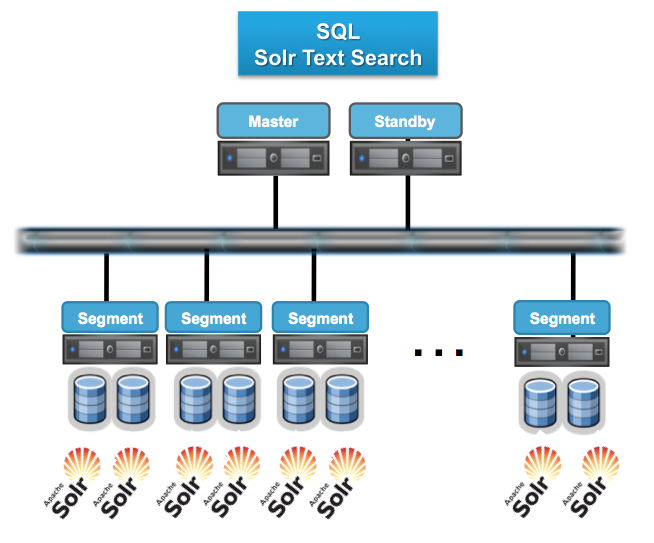 SQL
Solr Text Search
Master
Standby
Segment
Segment
Segment
. . .
Segment
Apache Solr
Apache Solr
Apache Solr
Apache Solr
Apache Solr
Apache Solr
Apache Solr
Apache Solr